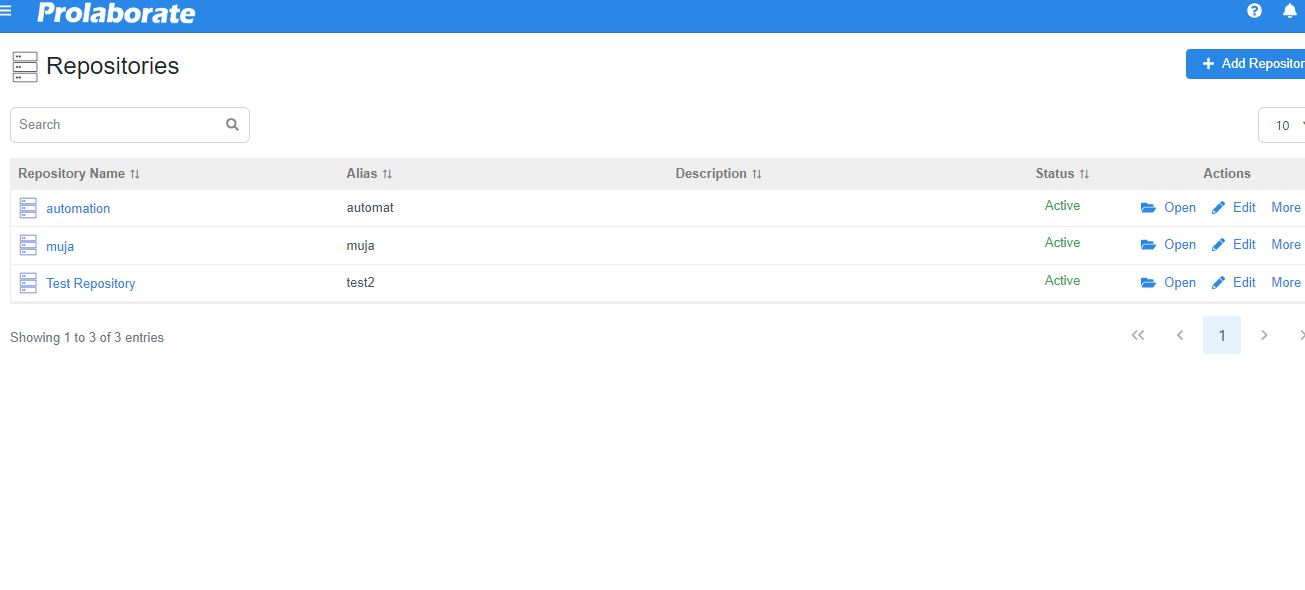 Prolaborate
Repositories
Add Repositor
Search
10
Repository Name Alias Description Status Actions
automation automat Active Open Edit More
muja muja Active Open Edit More
Test Repository test2 Active Open Edit More
Showing 1 to 3 of 3 entries
1